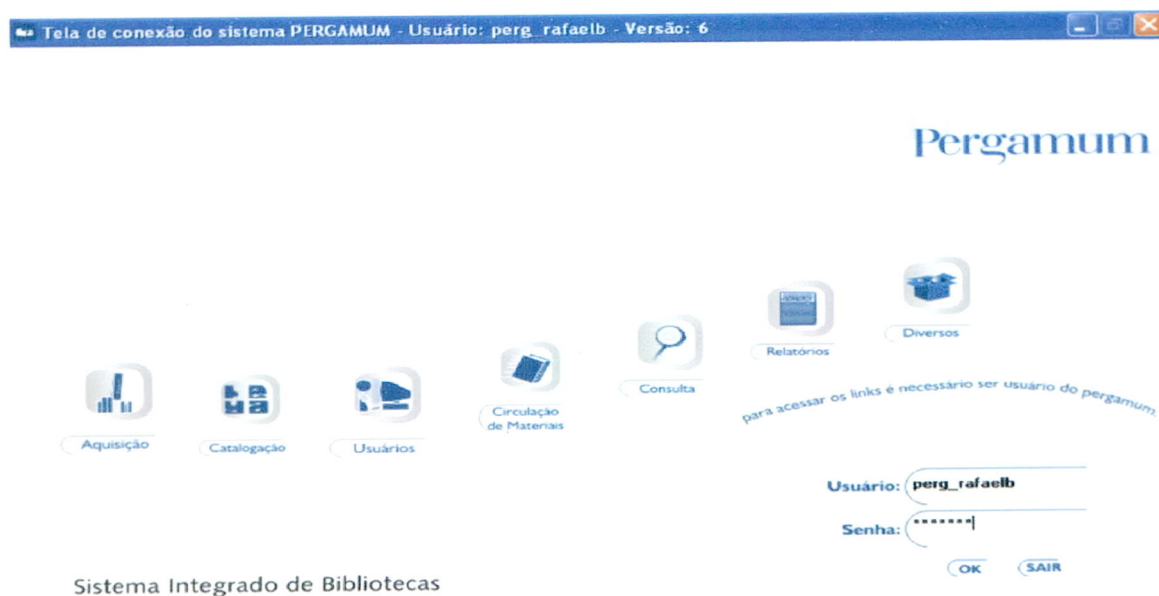 Tela de conexão do sistema PERGAMUM - Usuário: perg_rafaelb - Versão: 6
Pergamum
Aquisição
Catalogação
Usuários
Circulação
de Materiais
Consulta
Relatórios
Diversos
para acessar os links é necessário ser usuário do pergamum.
Usuário: perg_rafaelb
Senha: *******
OK SAIR
Sistema Integrado de Bibliotecas